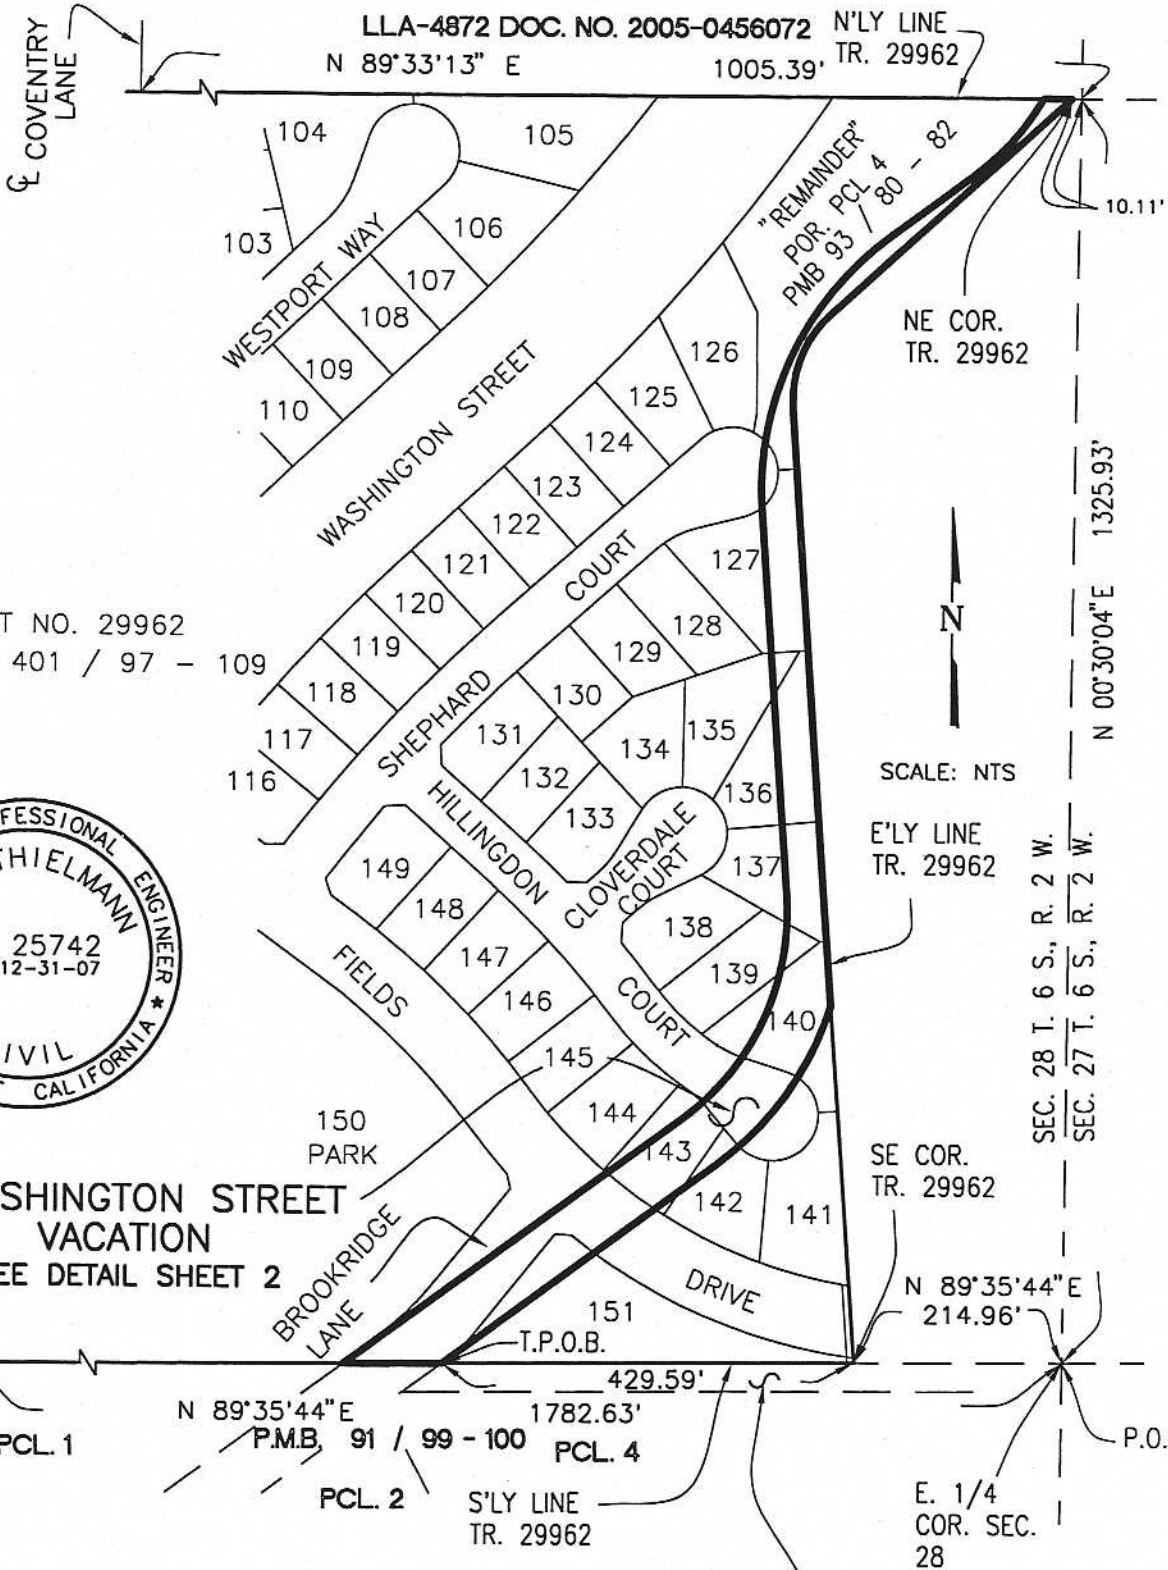 LLA-4872 DOC. NO. 2005-0456072
N'LY LINE
TR. 29962
N 89°33'13" E
1005.39'
℄ COVENTRY
LANE
104
105
103
106
107
108
109
110
WESTPORT WAY
WASHINGTON STREET
"REMAINDER"
POR. PCL 4
PMB 93 / 80 - 82
10.11'
NE COR.
TR. 29962
126
125
124
123
122
121
120
119
118
117
116
127
128
129
130
131
132
133
134
135
136
137
138
139
140
SHEPHARD
COURT
N 00°30'04"E 1325.93'
N
SCALE: NTS
T NO. 29962
401 / 97 - 109
E'LY LINE
TR. 29962
HILLINGDON
COURT
CLOVERDALE
COURT
149
148
147
146
145
144
143
142
141
FIELDS
DRIVE
FESSIONAL ENGINEER
THIELMANN
25742
12-31-07
IVIL
CALIFORNIA ★
150
PARK
SEC. 28 T. 6 S., R. 2 W.
SEC. 27 T. 6 S., R. 2 W.
SE COR.
TR. 29962
SHINGTON STREET
VACATION
EE DETAIL SHEET 2
BROOKRIDGE
LANE
151
T.P.O.B.
N 89°35'44"E
214.96'
429.59'
N 89°35'44"E
1782.63'
PCL. 1
P.M.B. 91 / 99 - 100
PCL. 4
PCL. 2
S'LY LINE
TR. 29962
P.O.
E. 1/4
COR. SEC.
28